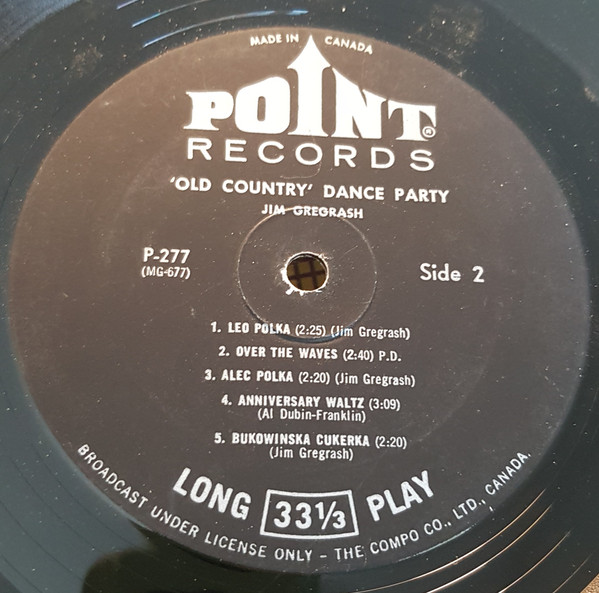 MADE IN CANADA
POINT®
RECORDS
'OLD COUNTRY' DANCE PARTY
JIM GREGRASH
P-277
(MG-677)
Side 2
1. LEO POLKA (2:25) (Jim Gregrash)
2. OVER THE WAVES (2:40) P.D.
3. ALEC POLKA (2:20) (Jim Gregrash)
4. ANNIVERSARY WALTZ (3:09)
(Al Dubin-Franklin)
5. BUKOWINSKA CUKERKA (2:20)
(Jim Gregrash)
LONG 33⅓ PLAY
BROADCAST UNDER LICENSE ONLY - THE COMPO CO., LTD., CANADA.